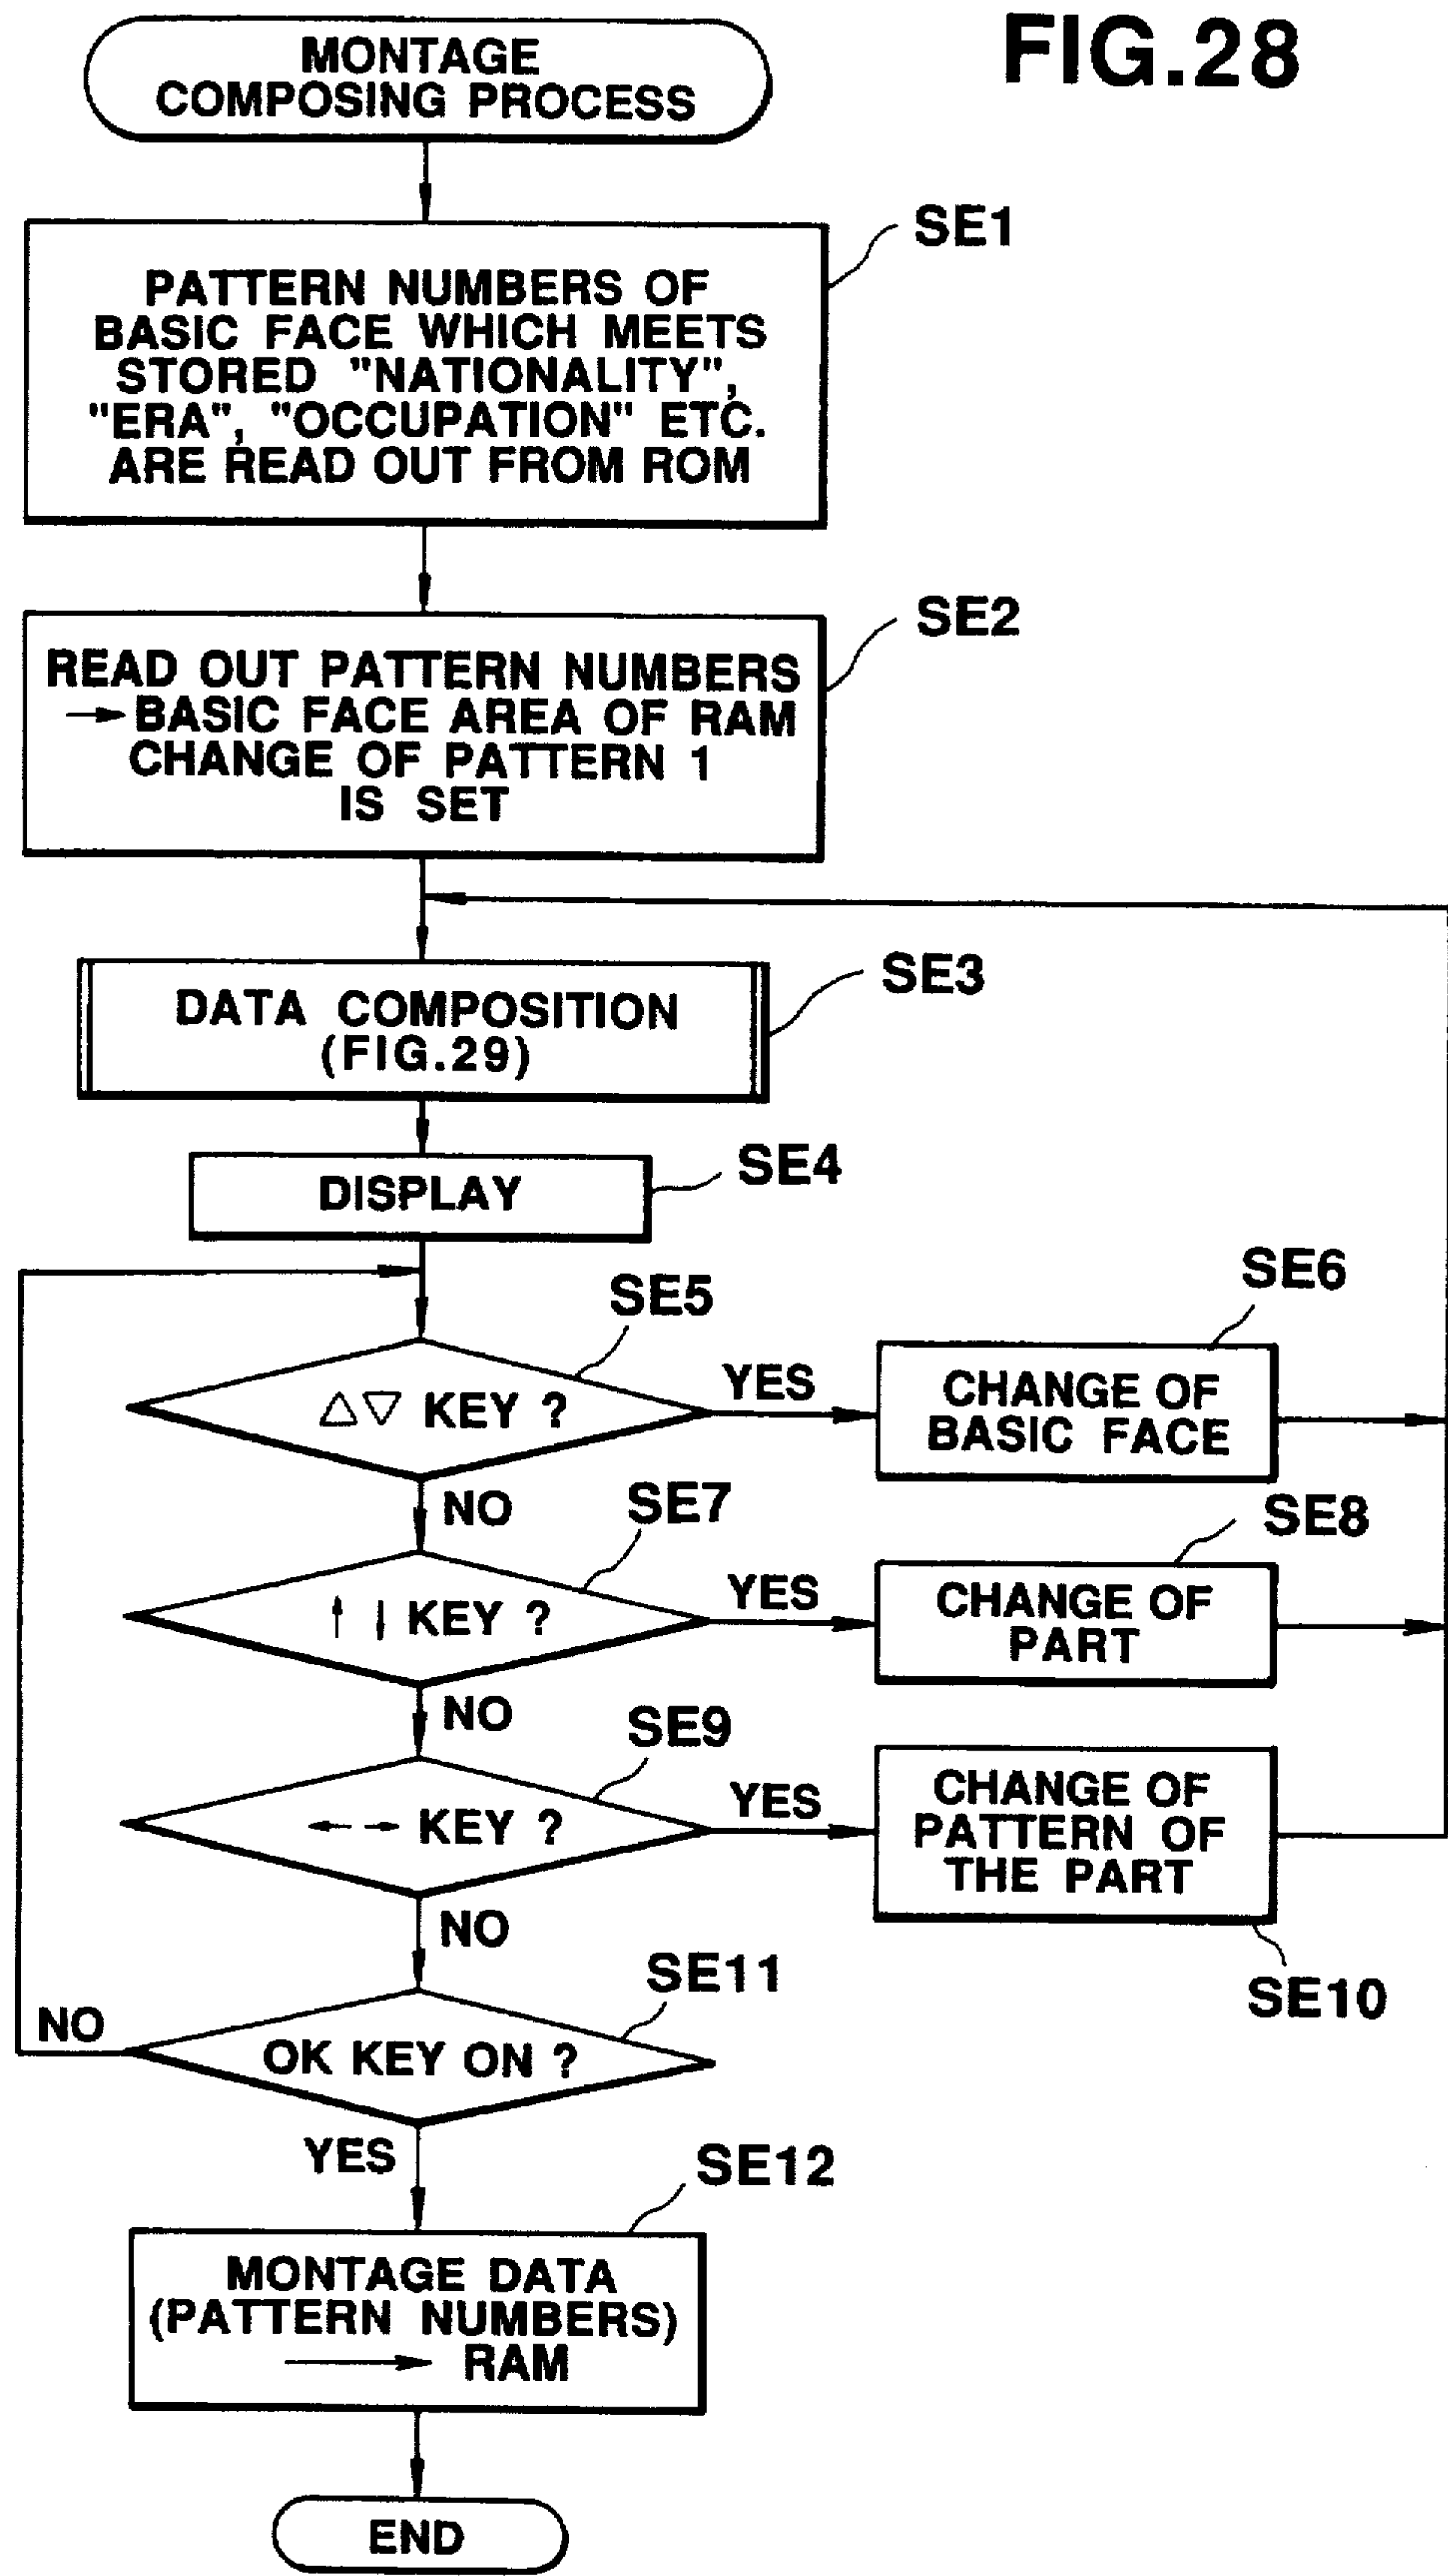 FIG.28
MONTAGE
COMPOSING PROCESS
SE1
PATTERN NUMBERS OF
BASIC FACE WHICH MEETS
STORED "NATIONALITY",
"ERA", "OCCUPATION" ETC.
ARE READ OUT FROM ROM
SE2
READ OUT PATTERN NUMBERS
→ BASIC FACE AREA OF RAM
CHANGE OF PATTERN 1
IS SET
SE3
DATA COMPOSITION
(FIG.29)
SE4
DISPLAY
SE5
△▽ KEY ?
YES
SE6
CHANGE OF
BASIC FACE
NO
SE7
↑ ↓ KEY ?
YES
SE8
CHANGE OF
PART
NO
SE9
← → KEY ?
YES
CHANGE OF
PATTERN OF
THE PART
SE10
NO
SE11
OK KEY ON ?
NO
YES
SE12
MONTAGE DATA
(PATTERN NUMBERS)
→ RAM
END